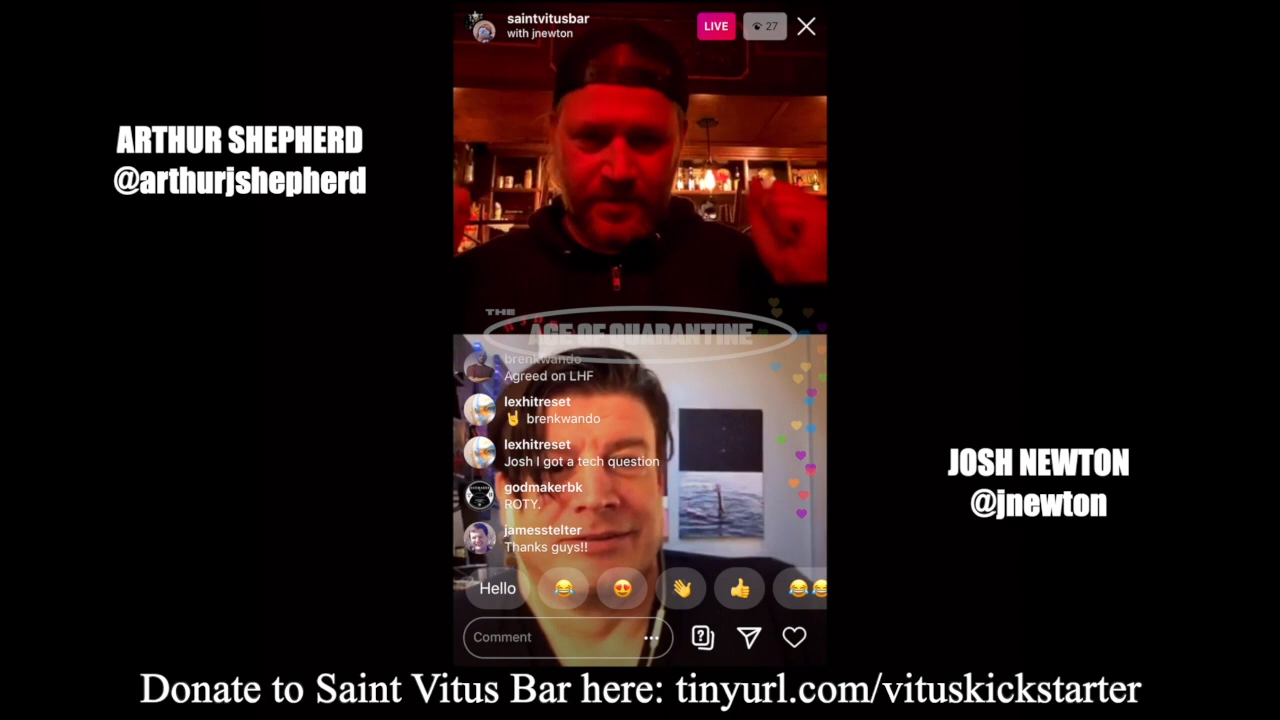 saintvitusbar
with jnewton
LIVE
27
ARTHUR SHEPHERD
@arthurjshepherd
THE
AGE OF QUARANTINE
brenkwando
Agreed on LHF
lexhitreset
🤘 brenkwando
lexhitreset
Josh I got a tech question
godmakerbk
ROTY.
jamesstelter
Thanks guys!!
JOSH NEWTON
@jnewton
Hello 😂 😍 👋 👍 😂😂
Comment
Donate to Saint Vitus Bar here: tinyurl.com/vituskickstarter